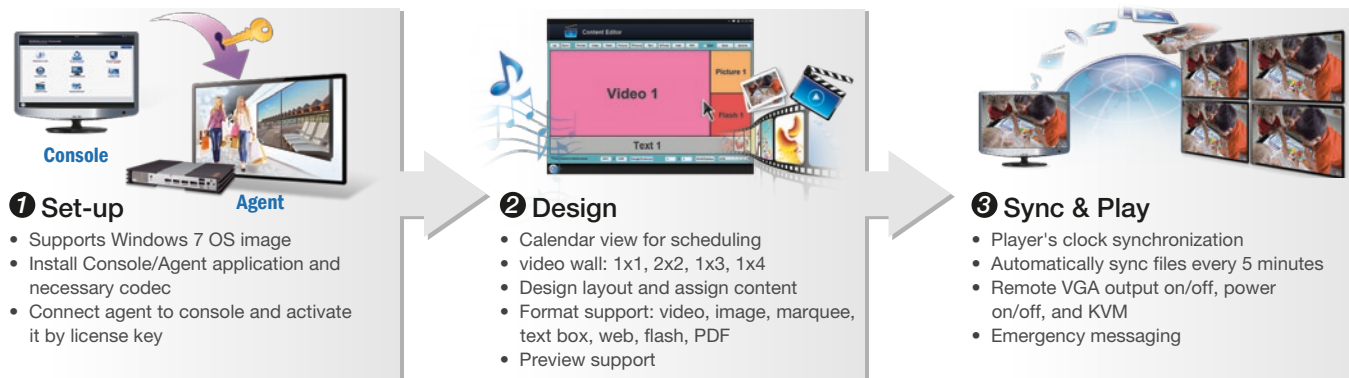 Console
Agent
❶ Set-up
• Supports Windows 7 OS image
• Install Console/Agent application and
necessary codec
• Connect agent to console and activate
it by license key
Content Editor
Video 1
Picture 1
Flash 1
Text 1
❷ Design
• Calendar view for scheduling
• video wall: 1x1, 2x2, 1x3, 1x4
• Design layout and assign content
• Format support: video, image, marquee,
text box, web, flash, PDF
• Preview support
❸ Sync & Play
• Player's clock synchronization
• Automatically sync files every 5 minutes
• Remote VGA output on/off, power
on/off, and KVM
• Emergency messaging